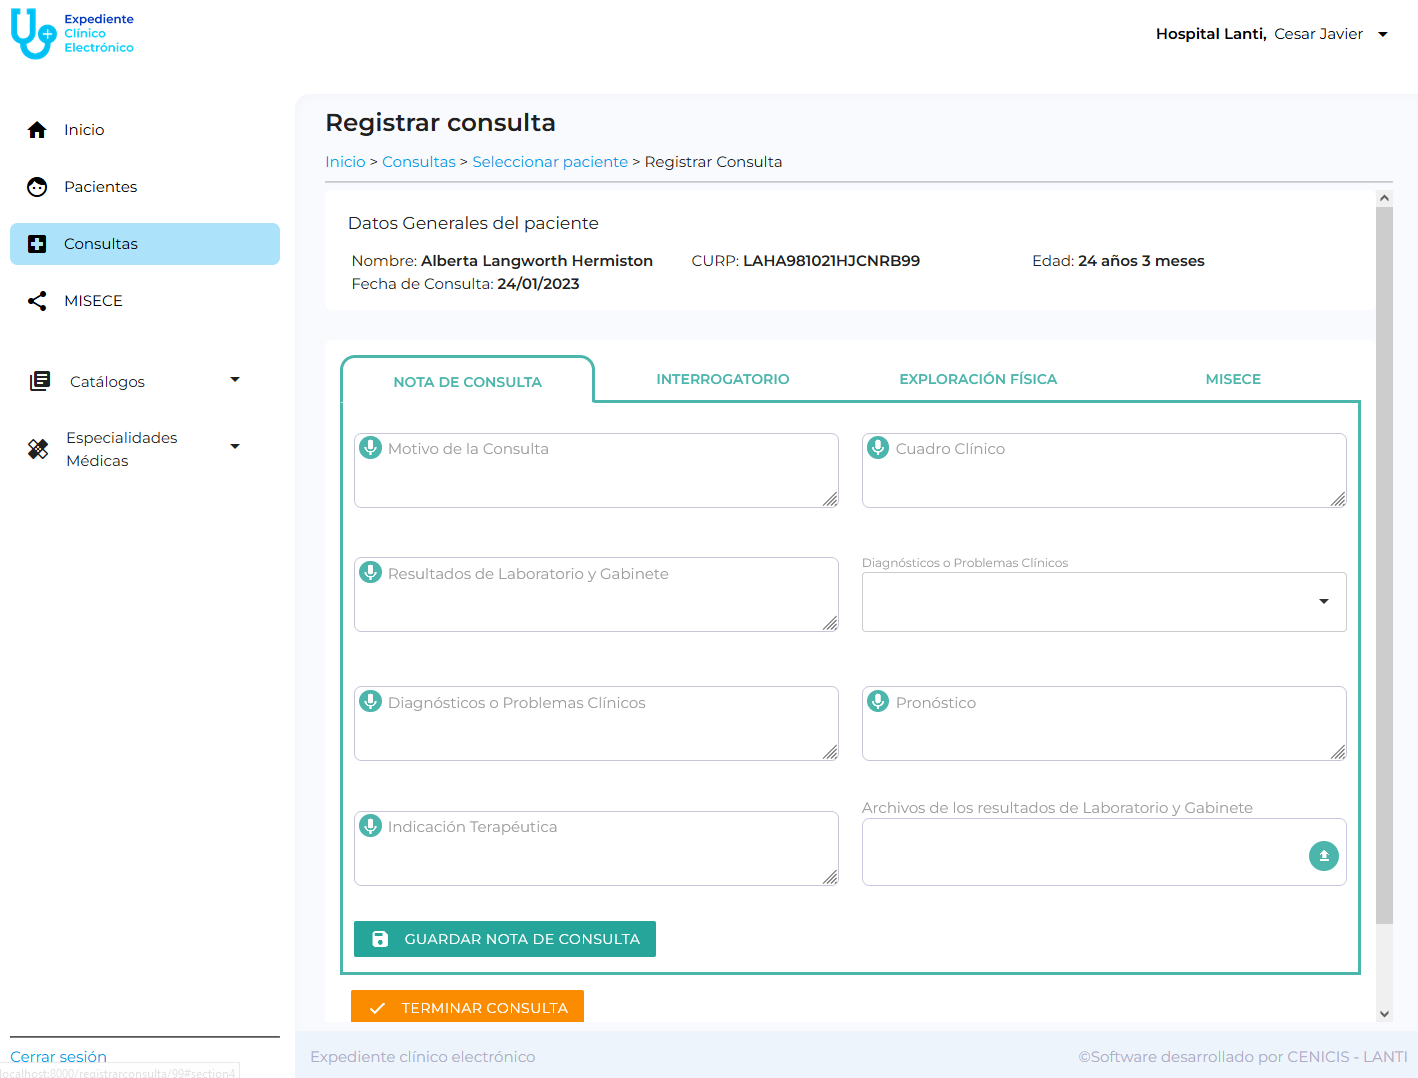 Expediente
Clínico
Electrónico
Hospital Lanti, Cesar Javier
Inicio
Pacientes
Consultas
MISECE
Catálogos
Especialidades
Médicas
Cerrar sesión
localhost:8000/registrarconsulta/99#section4
Registrar consulta
Inicio > Consultas > Seleccionar paciente > Registrar Consulta
Datos Generales del paciente
Nombre: Alberta Langworth Hermiston CURP: LAHA981021HJCNRB99 Edad: 24 años 3 meses
Fecha de Consulta: 24/01/2023
NOTA DE CONSULTA INTERROGATORIO EXPLORACIÓN FÍSICA MISECE
Motivo de la Consulta Cuadro Clínico
Resultados de Laboratorio y Gabinete Diagnósticos o Problemas Clínicos
Diagnósticos o Problemas Clínicos Pronóstico
Indicación Terapéutica Archivos de los resultados de Laboratorio y Gabinete
GUARDAR NOTA DE CONSULTA
TERMINAR CONSULTA
Expediente clínico electrónico ©Software desarrollado por CENICIS - LANTI